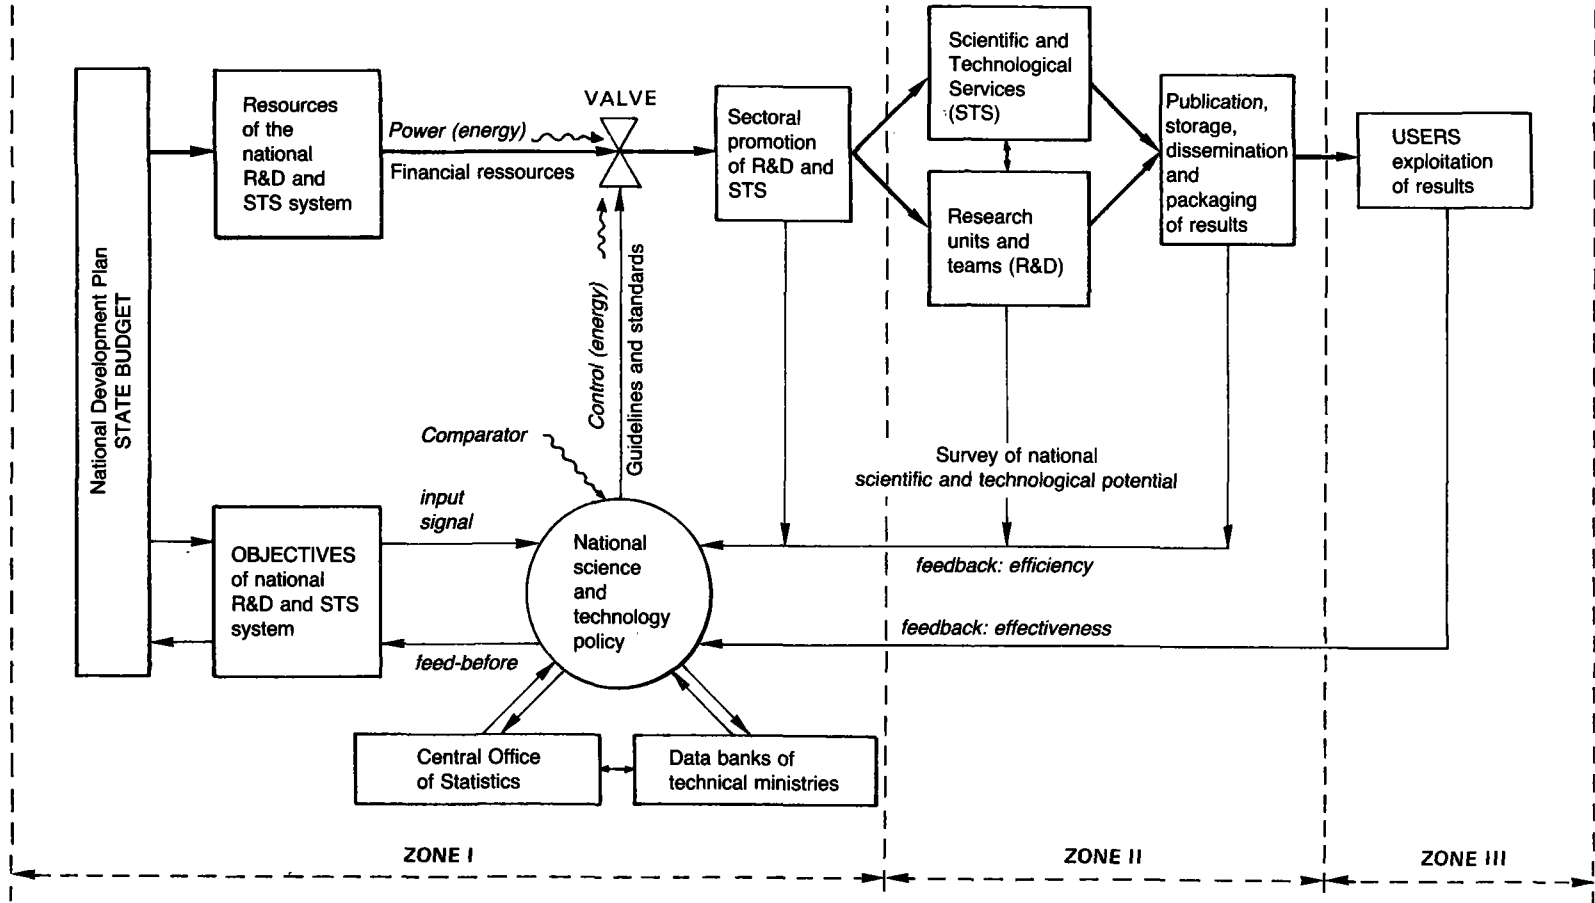 National Development Plan
STATE BUDGET
Resources
of the
national
R&D and
STS system
Power (energy)
Financial ressources
VALVE
Control (energy)
Guidelines and standards
Sectoral
promotion
of R&D and
STS
Scientific and
Technological
Services
(STS)
Research
units and
teams (R&D)
Publication,
storage,
dissemination
and
packaging
of results
USERS
exploitation
of results
Comparator
input
signal
OBJECTIVES
of national
R&D and STS
system
feed-before
National
science
and
technology
policy
Survey of national
scientific and technological potential
feedback: efficiency
feedback: effectiveness
Central Office
of Statistics
Data banks of
technical ministries
ZONE I
ZONE II
ZONE III